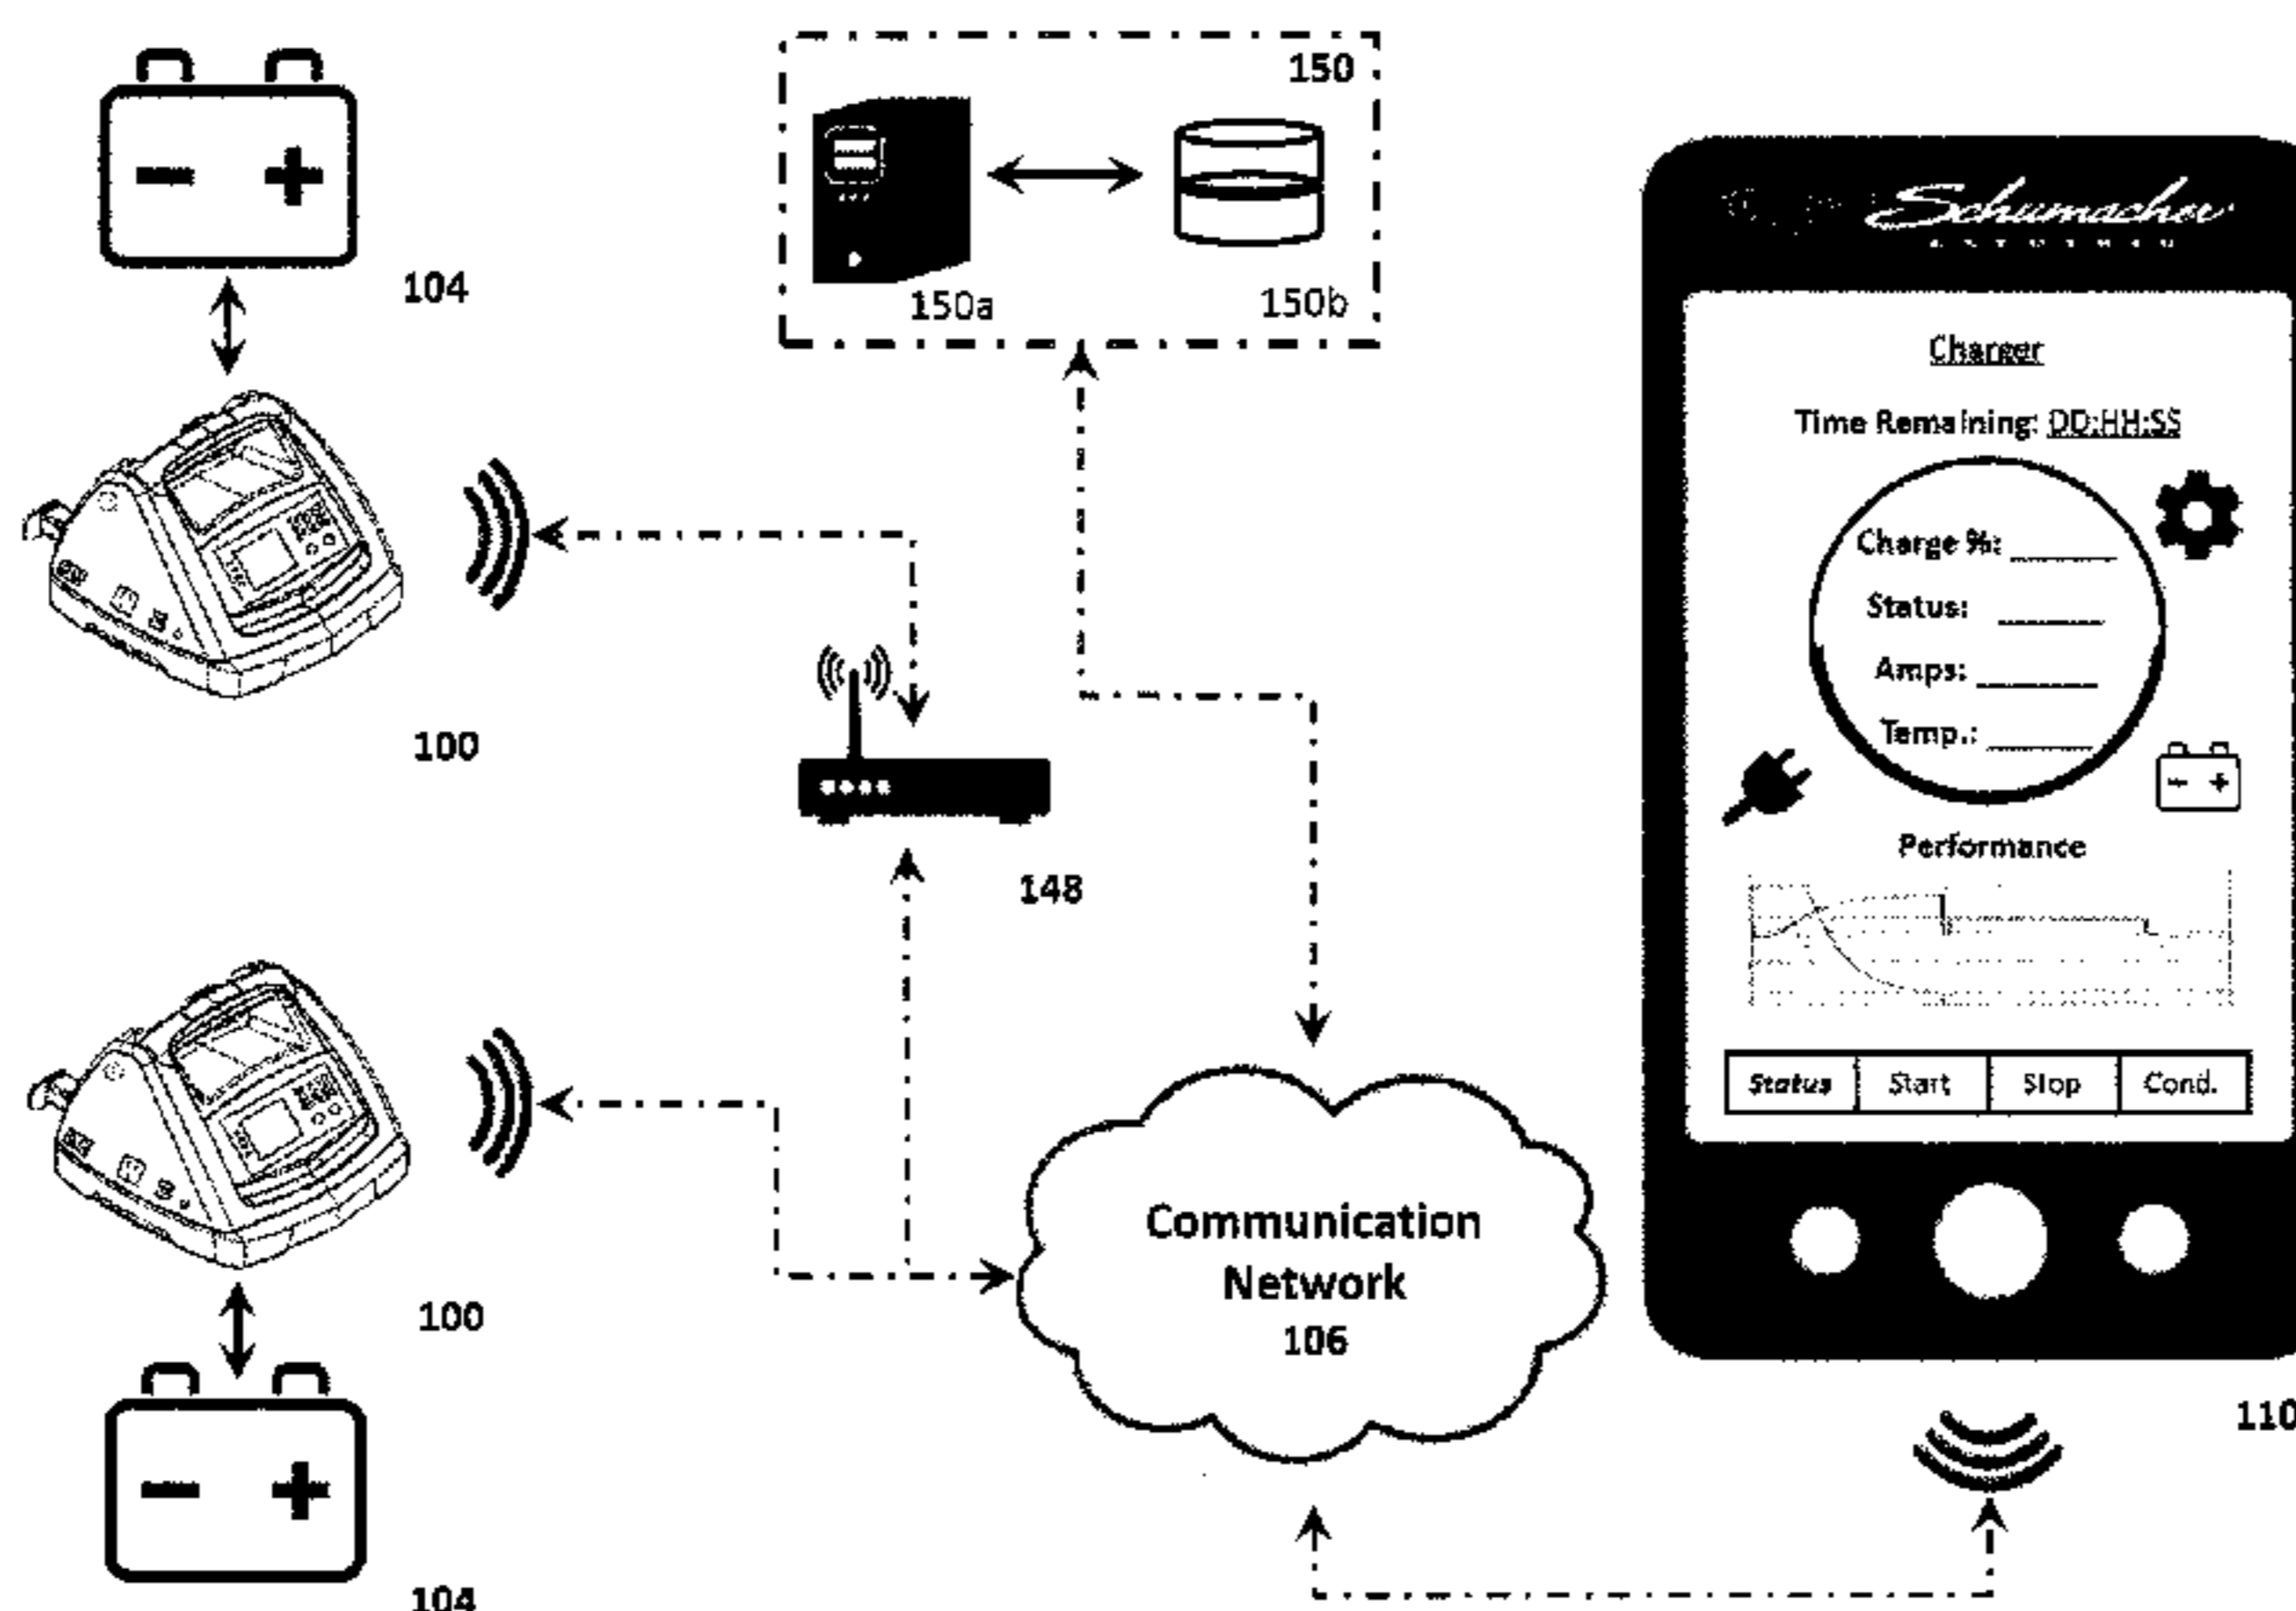 150
104
150a
150b
100
148
100
104
Communication
Network
106
Schumacher
Charger
Time Remaining: DD:HH:SS
Charge %:
Status:
Amps:
Temp.:
- +
Performance
Status Start Stop Cond.
110